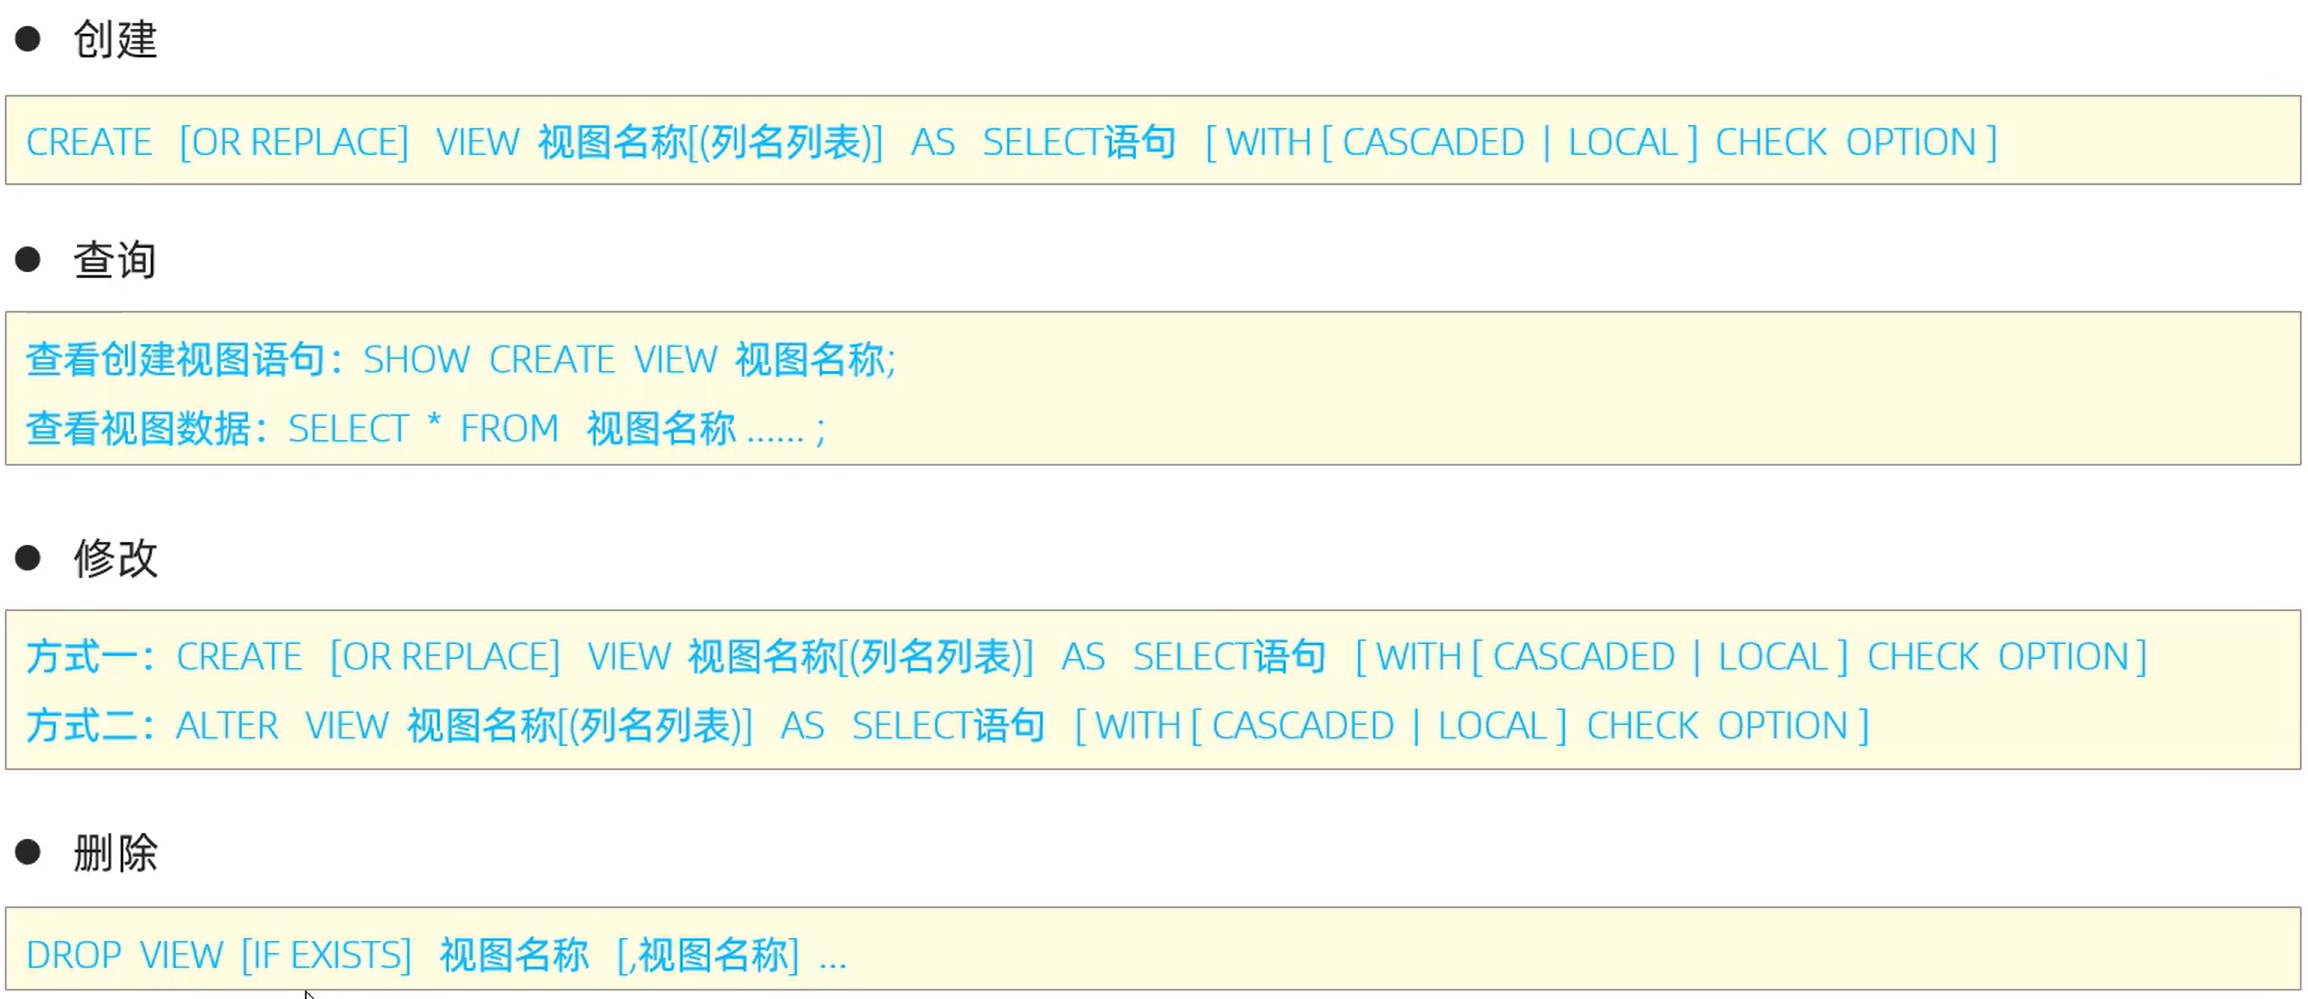 ● 创建
CREATE [OR REPLACE] VIEW 视图名称[(列名列表)] AS SELECT语句 [ WITH [ CASCADED | LOCAL ] CHECK OPTION ]
● 查询
查看创建视图语句：SHOW CREATE VIEW 视图名称;
查看视图数据：SELECT * FROM 视图名称 ...... ;
● 修改
方式一：CREATE [OR REPLACE] VIEW 视图名称[(列名列表)] AS SELECT语句 [ WITH [ CASCADED | LOCAL ] CHECK OPTION ]
方式二：ALTER VIEW 视图名称[(列名列表)] AS SELECT语句 [ WITH [ CASCADED | LOCAL ] CHECK OPTION ]
● 删除
DROP VIEW [IF EXISTS] 视图名称 [,视图名称] ...